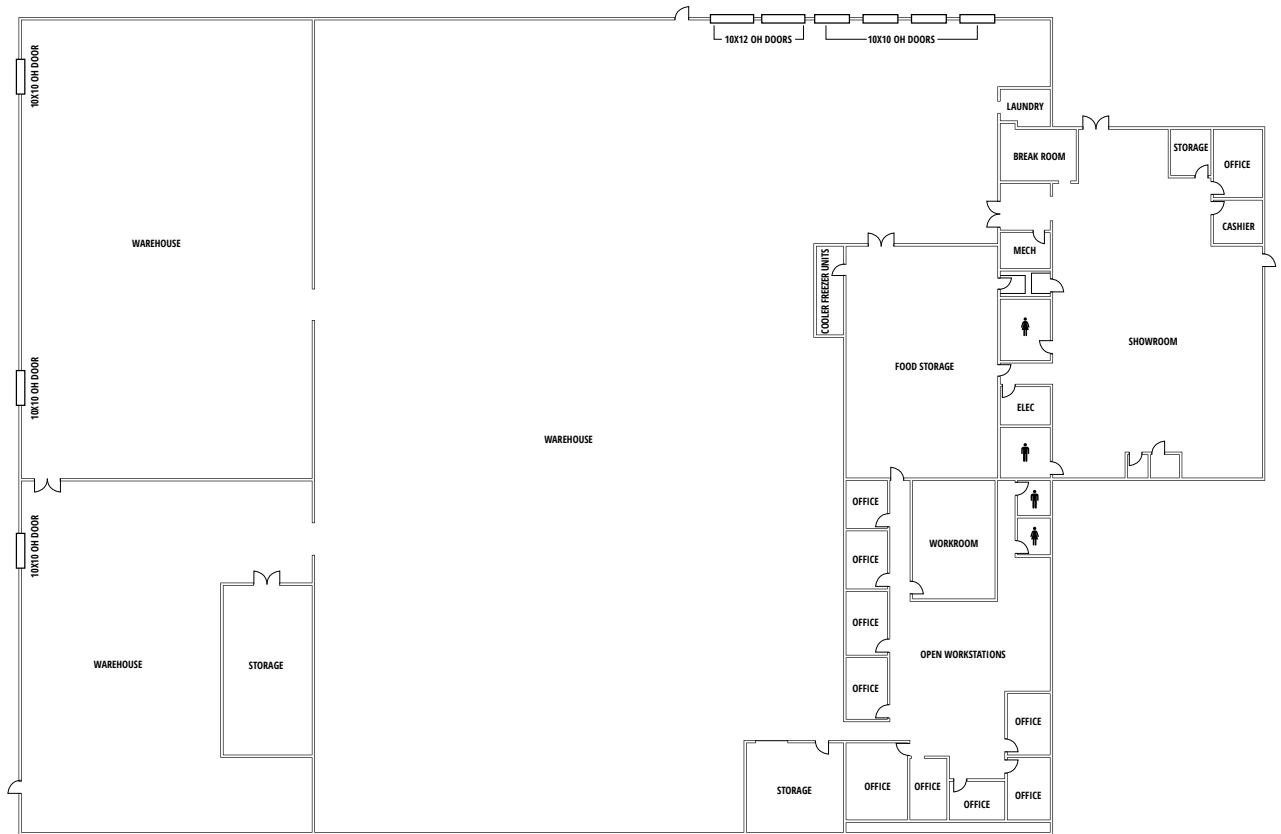 10X12 OH DOORS
10X10 OH DOORS
10X10 OH DOOR
LAUNDRY
BREAK ROOM
STORAGE
OFFICE
CASHIER
WAREHOUSE
MECH
COOLER FREEZER UNITS
SHOWROOM
FOOD STORAGE
10X10 OH DOOR
ELEC
WAREHOUSE
OFFICE
10X10 OH DOOR
OFFICE
WORKROOM
OFFICE
OPEN WORKSTATIONS
WAREHOUSE
STORAGE
OFFICE
OFFICE
STORAGE
OFFICE
OFFICE
OFFICE
OFFICE